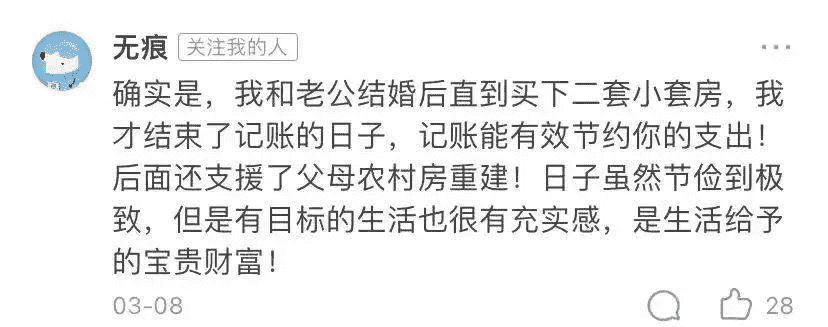 无痕 关注我的人
确实是，我和老公结婚后直到买下二套小套房，我
才结束了记账的日子，记账能有效节约你的支出！
后面还支援了父母农村房重建！日子虽然节俭到极
致，但是有目标的生活也很有充实感，是生活给予
的宝贵财富！
03-08 28